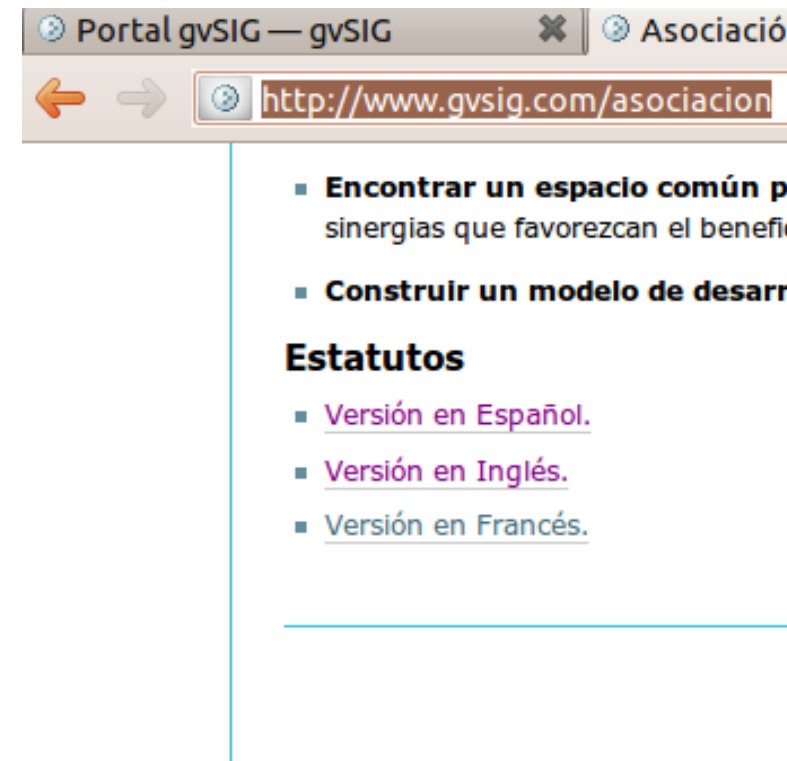 Portal gvSIG — gvSIG
Asociació
http://www.gvsig.com/asociacion
Encontrar un espacio común p
sinergias que favorezcan el benefi
Construir un modelo de desarr
Estatutos
Versión en Español.
Versión en Inglés.
Versión en Francés.